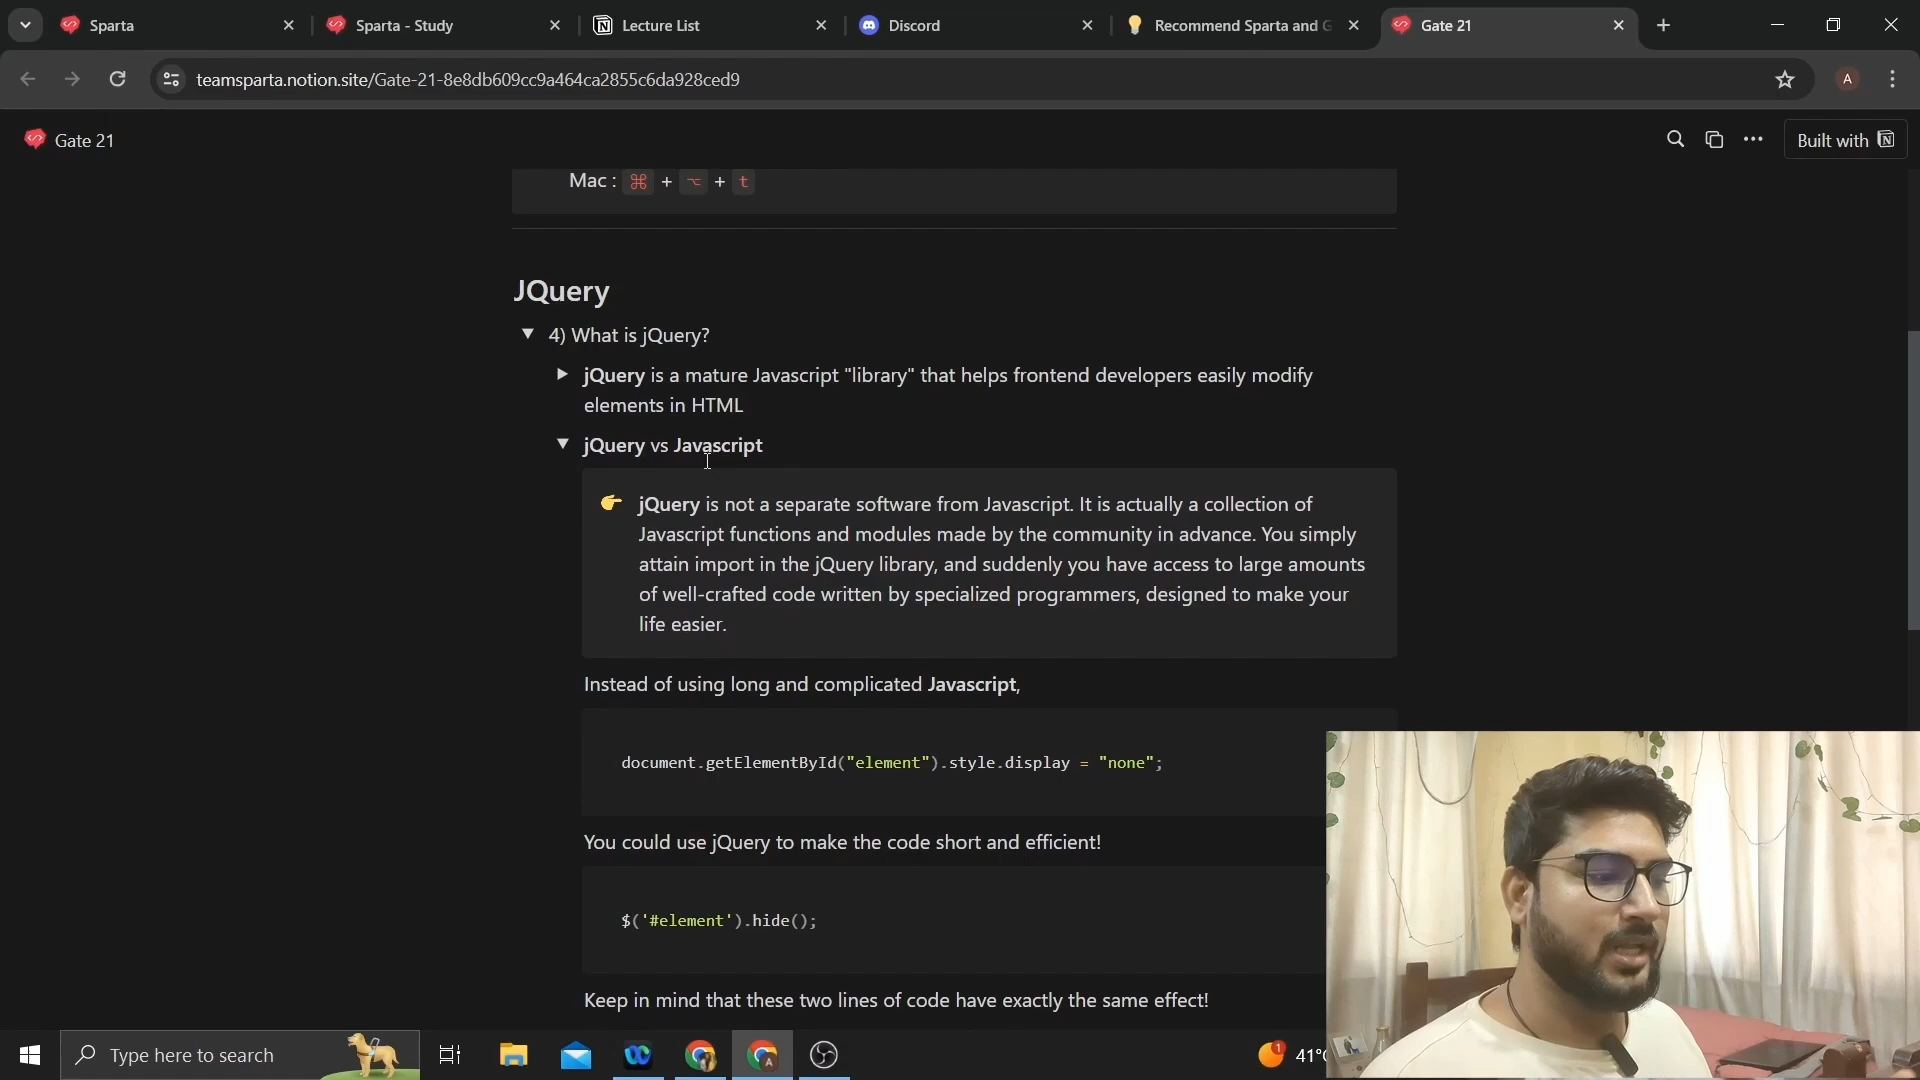 Sparta
Sparta - Study
Lecture List
Discord
Recommend Sparta and G
Gate 21
teamsparta.notion.site/Gate-21-8e8db609cc9a464ca2855c6da928ced9
A
Gate 21
Built with
Mac : ⌘ + ⌥ + t
JQuery
4) What is jQuery?
jQuery is a mature Javascript "library" that helps frontend developers easily modify
elements in HTML
jQuery vs Javascript
jQuery is not a separate software from Javascript. It is actually a collection of
Javascript functions and modules made by the community in advance. You simply
attain import in the jQuery library, and suddenly you have access to large amounts
of well-crafted code written by specialized programmers, designed to make your
life easier.
Instead of using long and complicated Javascript,
document.getElementById("element").style.display = "none";
You could use jQuery to make the code short and efficient!
$('#element').hide();
Keep in mind that these two lines of code have exactly the same effect!
Type here to search
A
1
41°